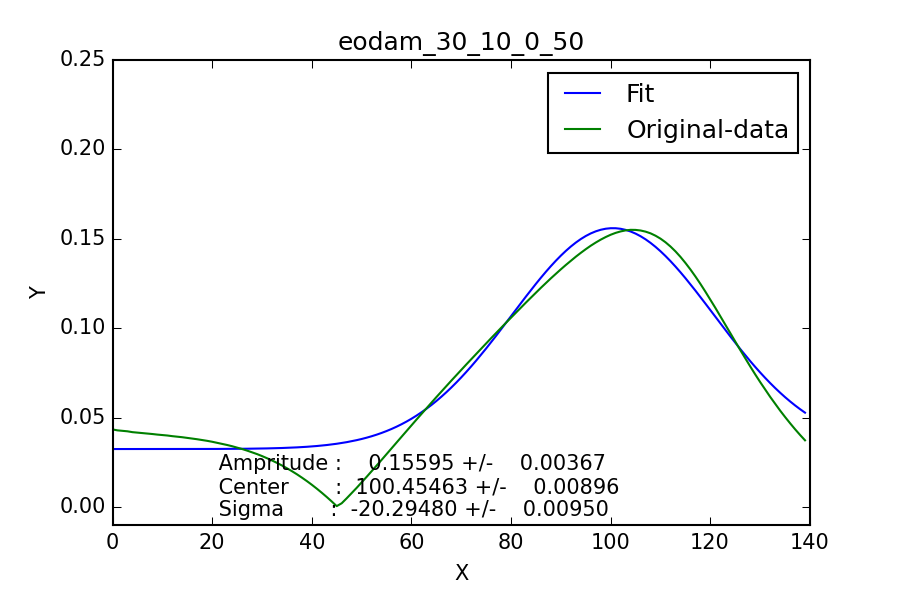 eodam_30_10_0_50
0.25
0.20
0.15
0.10
0.05
0.00
Y
Fit
Original-data
Ampritude : 0.15595 +/- 0.00367
Center : 100.45463 +/- 0.00896
Sigma : -20.29480 +/- 0.00950
0 20 40 60 80 100 120 140
X